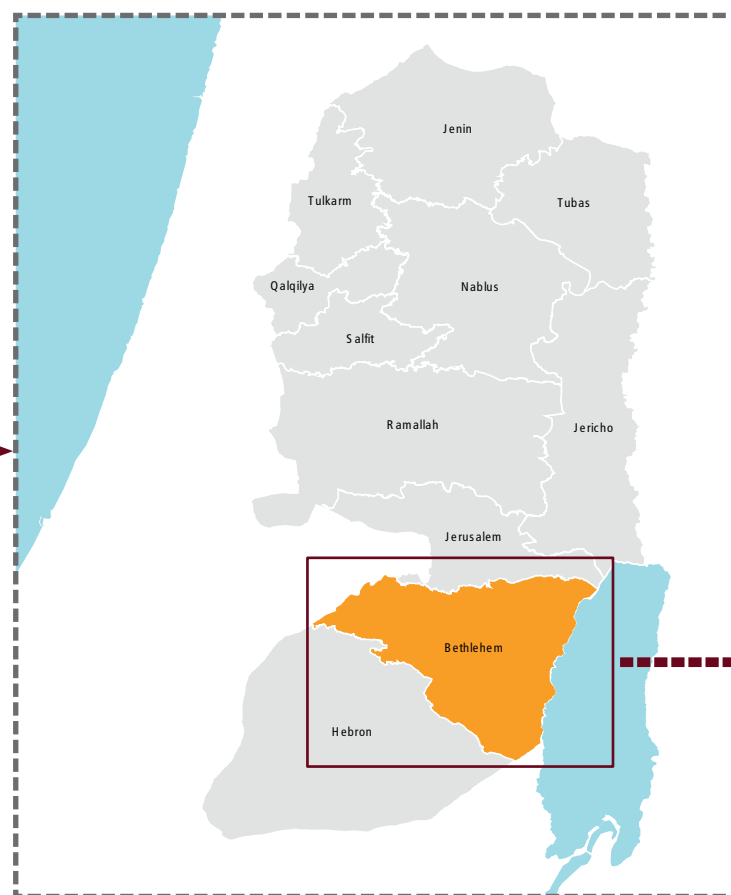 Jenin
Tulkarm
Tubas
Qalqilya
Nablus
Salfit
Ramallah
Jericho
Jerusalem
Bethlehem
Hebron